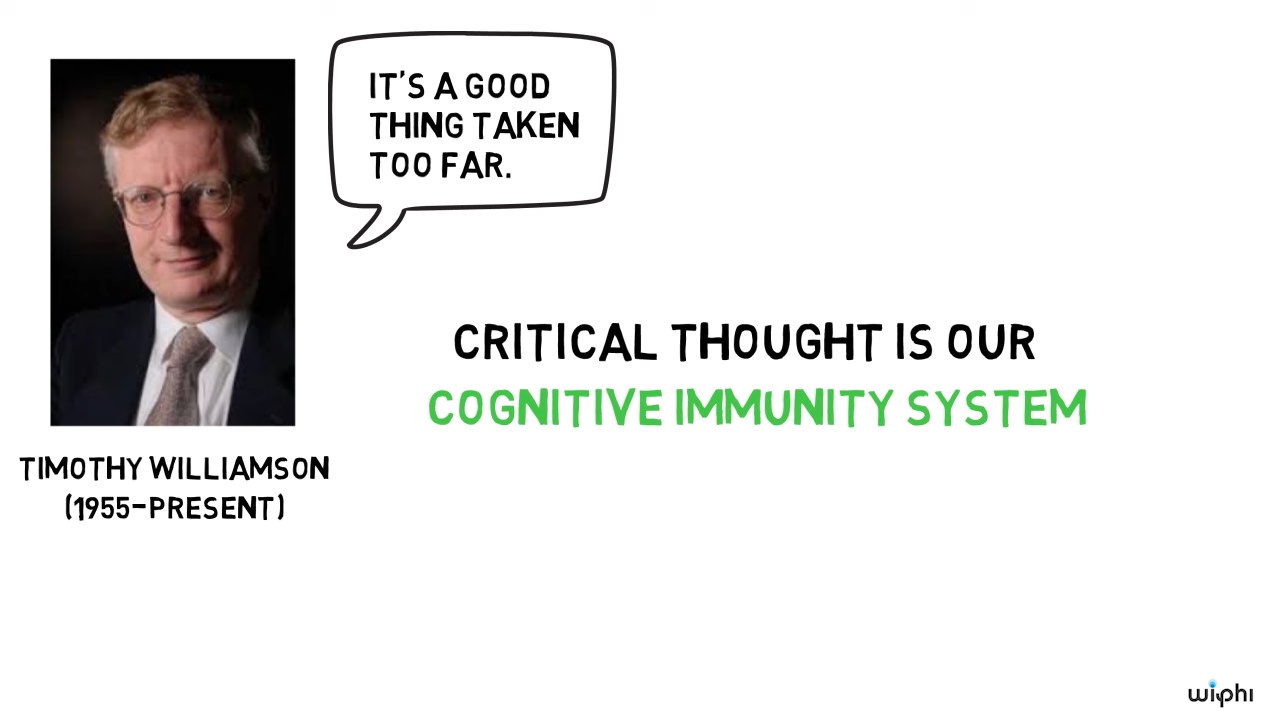 IT'S A GOOD
THING TAKEN
TOO FAR.
CRITICAL THOUGHT IS OUR
COGNITIVE IMMUNITY SYSTEM
TIMOTHY WILLIAMSON
(1955-PRESENT)
wiphi